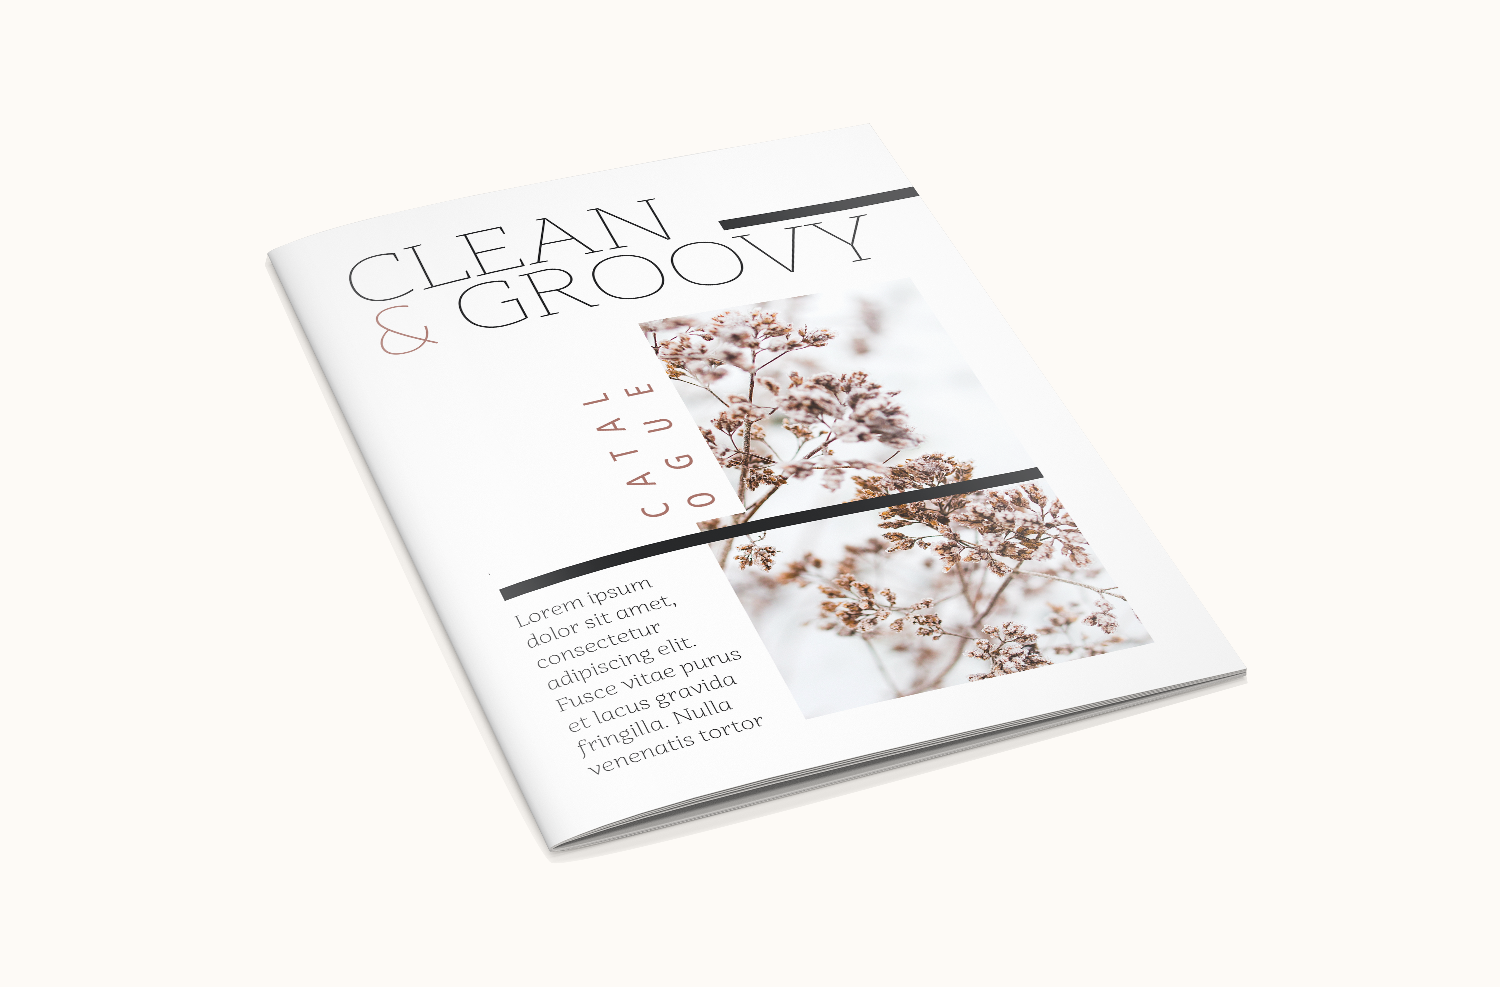 CLEAN
& GROOVY
CATAL
OGUE
Lorem ipsum
dolor sit amet,
consectetur
adipiscing elit.
Fusce vitae purus
et lacus gravida
fringilla. Nulla
venenatis tortor